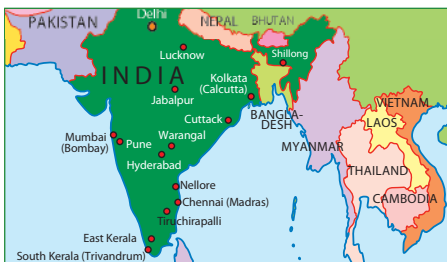 PAKISTAN
Delhi
NEPAL
BHUTAN
Lucknow
Shillong
INDIA
Kolkata
(Calcutta)
Jabalpur
VIETNAM
Cuttack
BANGLA-
DESH
LAOS
Mumbai
(Bombay)
Pune
Warangal
MYANMAR
Hyderabad
THAILAND
Nellore
CAMBODIA
Chennai (Madras)
Tiruchirapalli
East Kerala
South Kerala (Trivandrum)